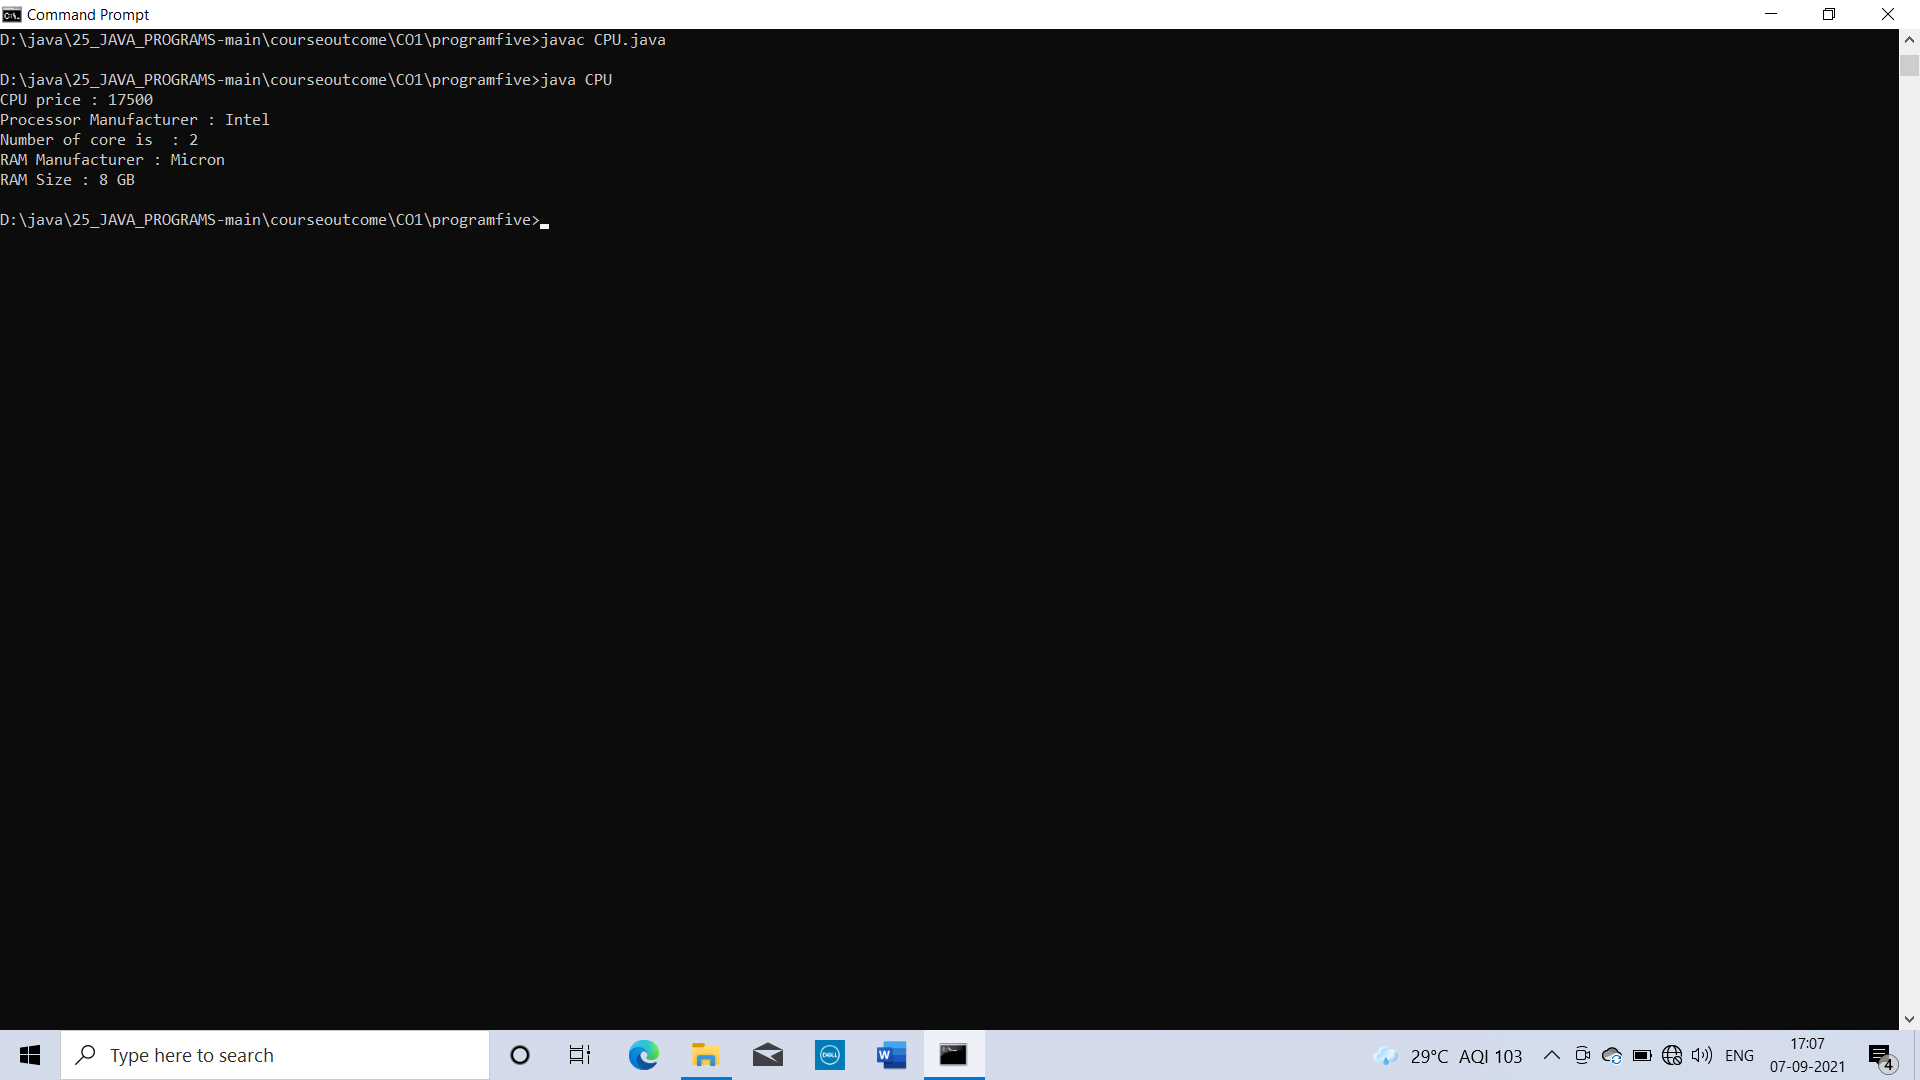 Command Prompt
D:\java\25_JAVA_PROGRAMS-main\courseoutcome\CO1\programfive>javac CPU.java
D:\java\25_JAVA_PROGRAMS-main\courseoutcome\CO1\programfive>java CPU
CPU price : 17500
Processor Manufacturer : Intel
Number of core is  : 2
RAM Manufacturer : Micron
RAM Size : 8 GB
D:\java\25_JAVA_PROGRAMS-main\courseoutcome\CO1\programfive>
Type here to search
DELL
W
29°C AQI 103
ENG
17:07
07-09-2021
4